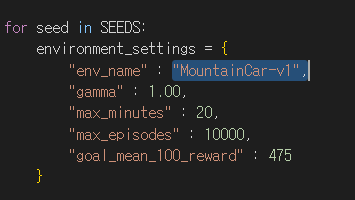 for seed in SEEDS:
    environment_settings = {
        "env_name" : "MountainCar-v1",
        "gamma" : 1.00,
        "max_minutes" : 20,
        "max_episodes" : 10000,
        "goal_mean_100_reward" : 475
    }